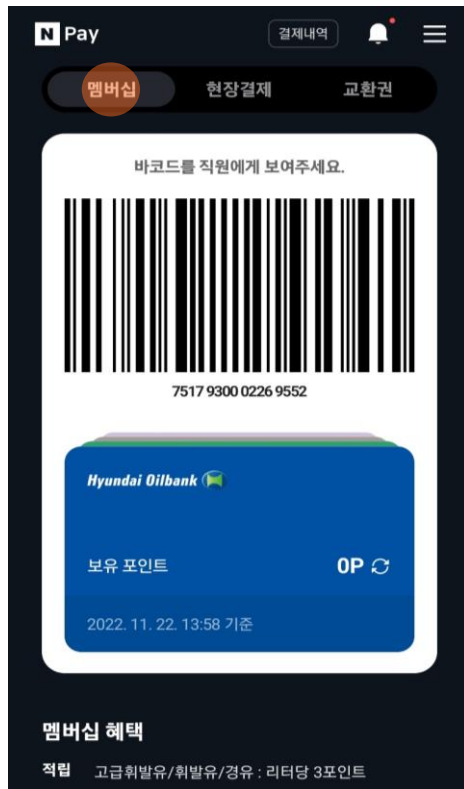 N Pay 결제내역
멤버십 현장결제 교환권
바코드를 직원에게 보여주세요.
7517 9300 0226 9552
Hyundai Oilbank
보유 포인트 0P
2022. 11. 22. 13:58 기준
멤버십 혜택
적립 고급휘발유/휘발유/경유 : 리터당 3포인트